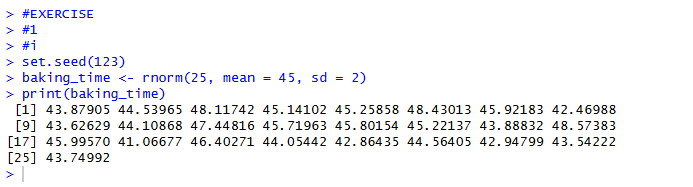 > #EXERCISE
> #1
> #i
> set.seed(123)
> baking_time <- rnorm(25, mean = 45, sd = 2)
> print(baking_time)
[1] 43.87905 44.53965 48.11742 45.14102 45.25858 48.43013 45.92183 42.46988
[9] 43.62629 44.10868 47.44816 45.71963 45.80154 45.22137 43.88832 48.57383
[17] 45.99570 41.06677 46.40271 44.05442 42.86435 44.56405 42.94799 43.54222
[25] 43.74992
>